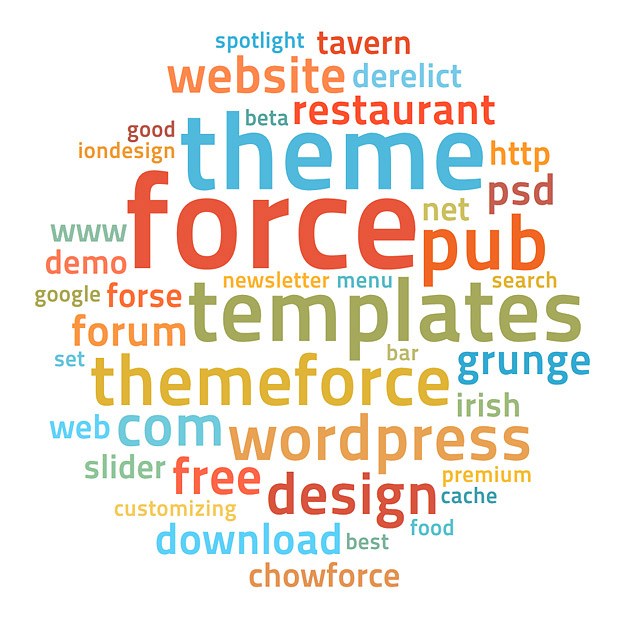 spotlight tavern
website derelict
beta restaurant
good
iondesign theme http
force net psd
www pub
demo newsletter menu search
google forse templates
forum bar
set themeforce grunge
web com irish
wordpress
slider free premium
customizing design cache
download best food
chowforce